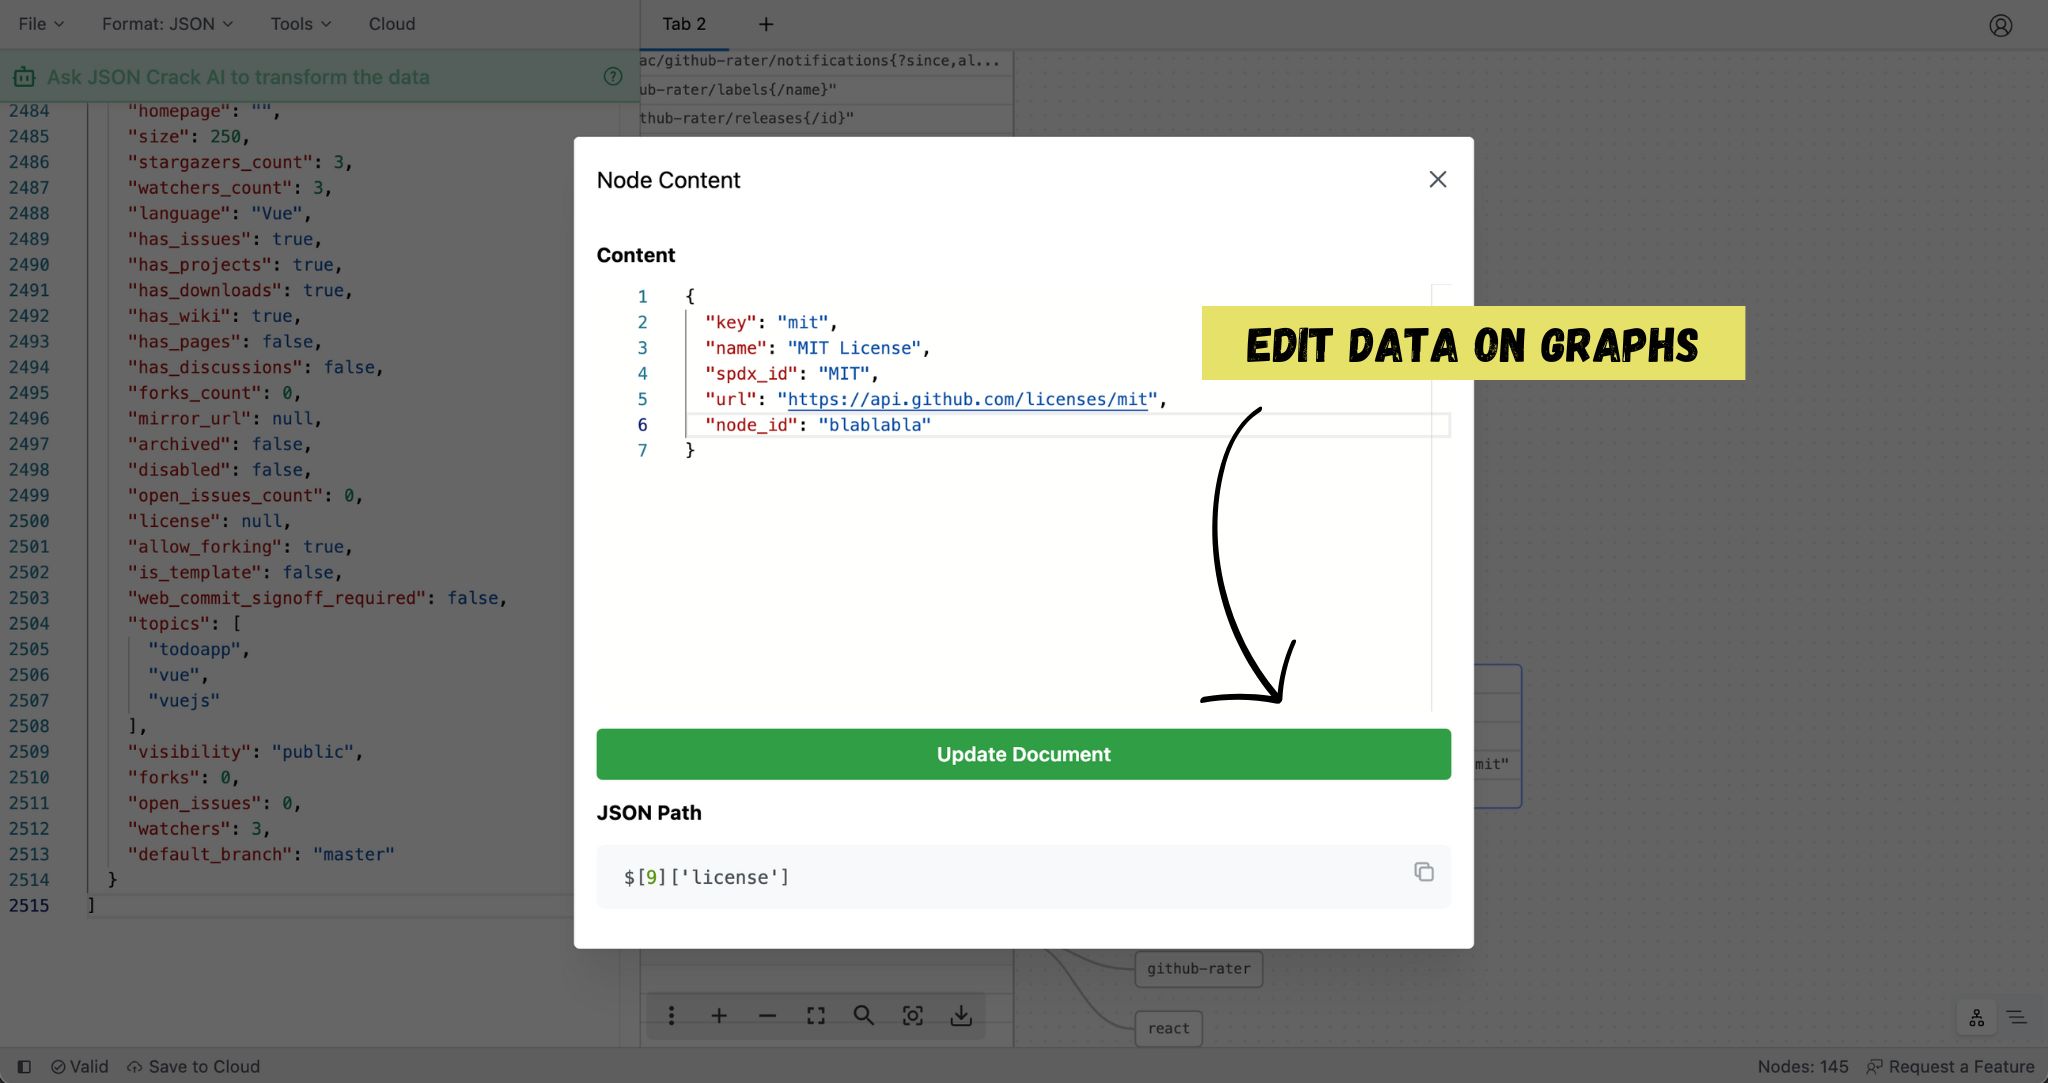 File
Format: JSON
Tools
Cloud
Tab 2
Ask JSON Crack AI to transform the data
2484 "homepage": "",
2485 "size": 250,
2486 "stargazers_count": 3,
2487 "watchers_count": 3,
2488 "language": "Vue",
2489 "has_issues": true,
2490 "has_projects": true,
2491 "has_downloads": true,
2492 "has_wiki": true,
2493 "has_pages": false,
2494 "has_discussions": false,
2495 "forks_count": 0,
2496 "mirror_url": null,
2497 "archived": false,
2498 "disabled": false,
2499 "open_issues_count": 0,
2500 "license": null,
2501 "allow_forking": true,
2502 "is_template": false,
2503 "web_commit_signoff_required": false,
2504 "topics": [
2505 "todoapp",
2506 "vue",
2507 "vuejs"
2508 ],
2509 "visibility": "public",
2510 "forks": 0,
2511 "open_issues": 0,
2512 "watchers": 3,
2513 "default_branch": "master"
2514 }
2515 ]
ac/github-rater/notifications{?since,al...
ub-rater/labels{/name}"
thub-rater/releases{/id}"
Node Content
Content
1 {
2 "key": "mit",
3 "name": "MIT License",
4 "spdx_id": "MIT",
5 "url": "https://api.github.com/licenses/mit",
6 "node_id": "blablabla"
7 }
EDIT DATA ON GRAPHS
Update Document
JSON Path
$[9]['license']
mit"
github-rater
react
Valid
Save to Cloud
Nodes: 145
Request a Feature